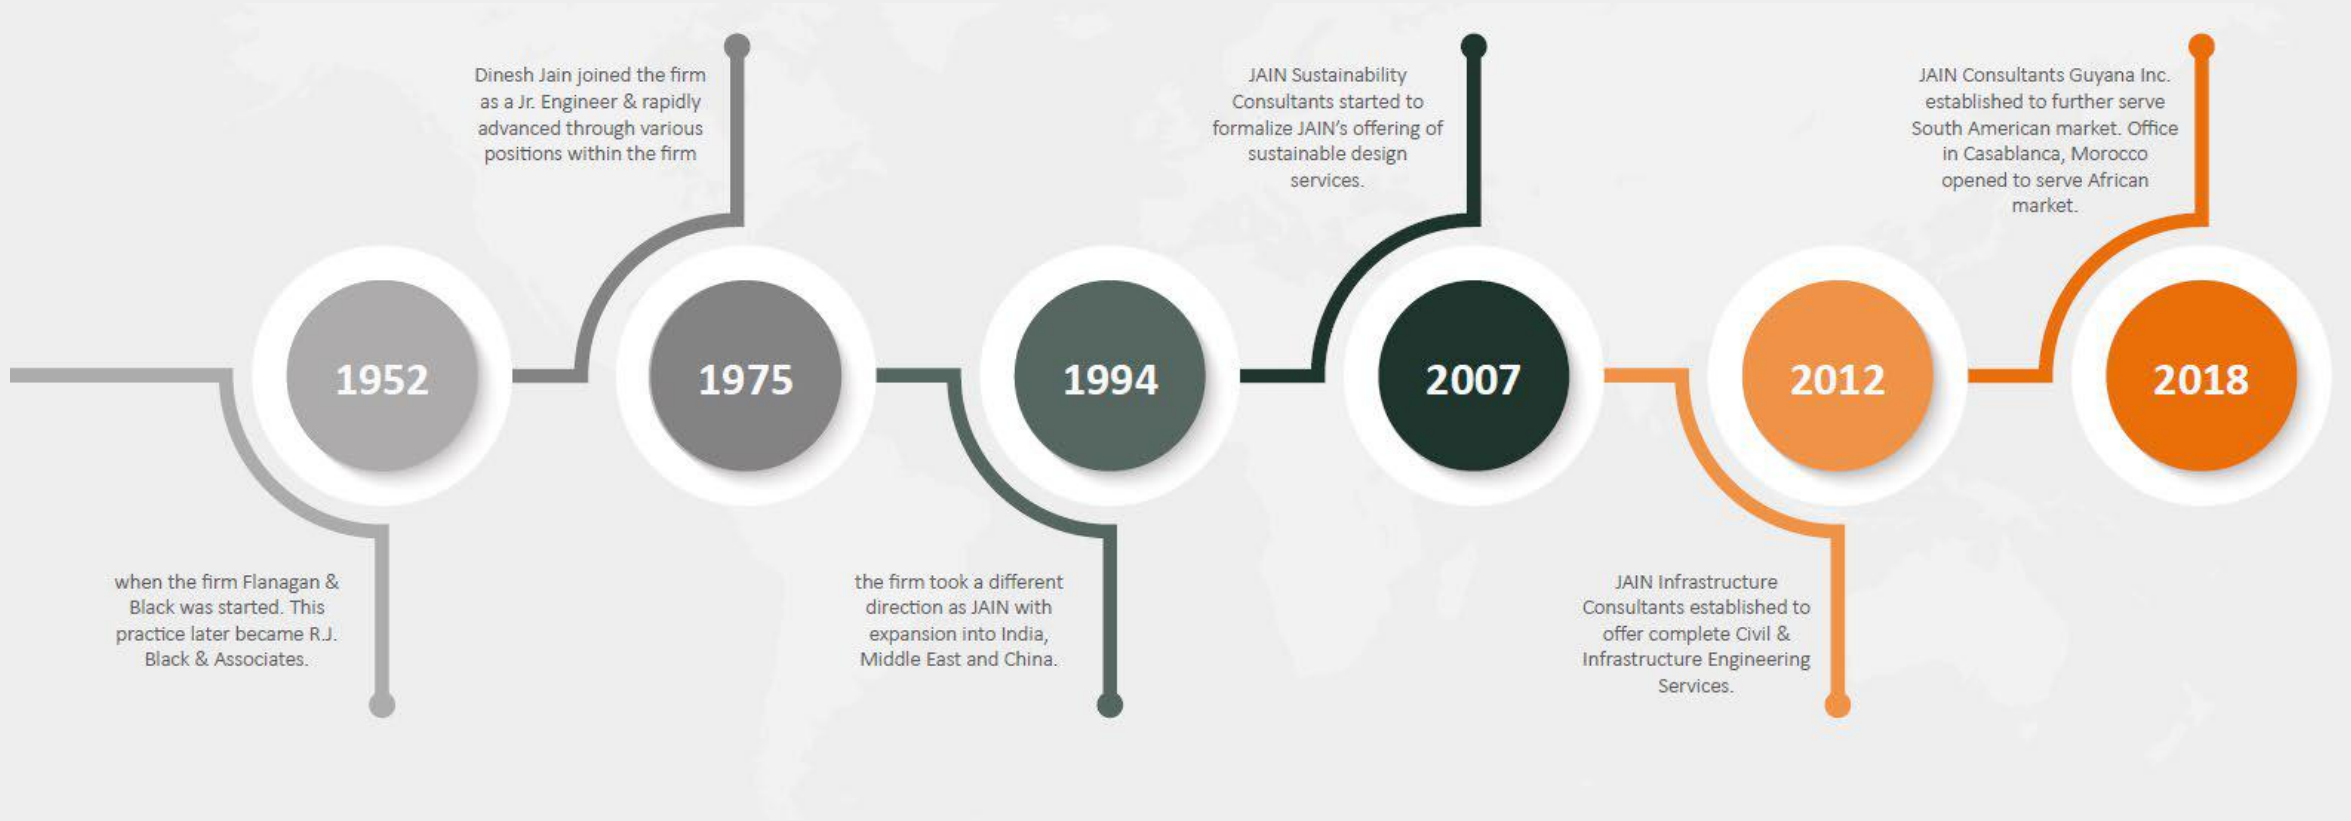 Dinesh Jain joined the firm
as a Jr. Engineer & rapidly
advanced through various
positions within the firm
JAIN Sustainability
Consultants started to
formalize JAIN’s offering of
sustainable design
services.
JAIN Consultants Guyana Inc.
established to further serve
South American market. Office
in Casablanca, Morocco
opened to serve African
market.
1952
1975
1994
2007
2012
2018
when the firm Flanagan &
Black was started. This
practice later became R.J.
Black & Associates.
the firm took a different
direction as JAIN with
expansion into India,
Middle East and China.
JAIN Infrastructure
Consultants established to
offer complete Civil &
Infrastructure Engineering
Services.